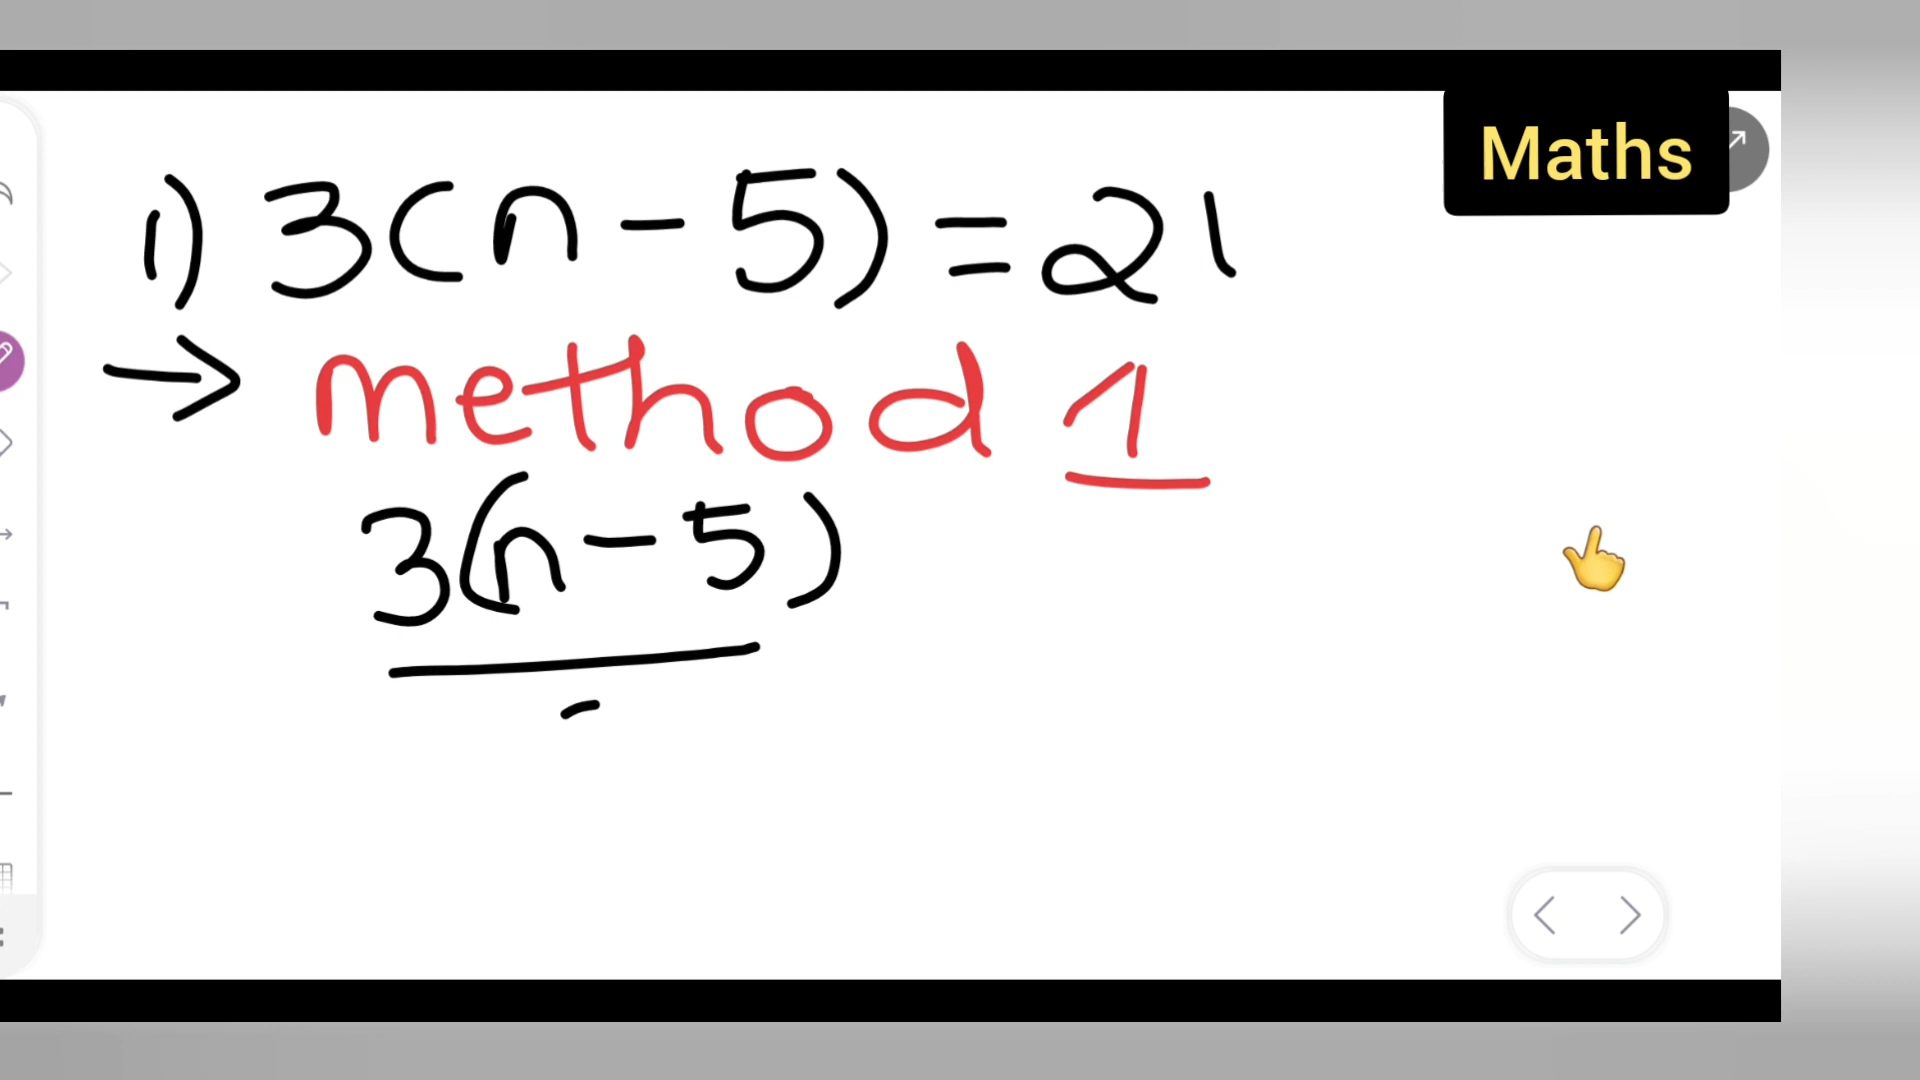 Maths
1) 3(n-5)=21
→ method 1
3(n-5)